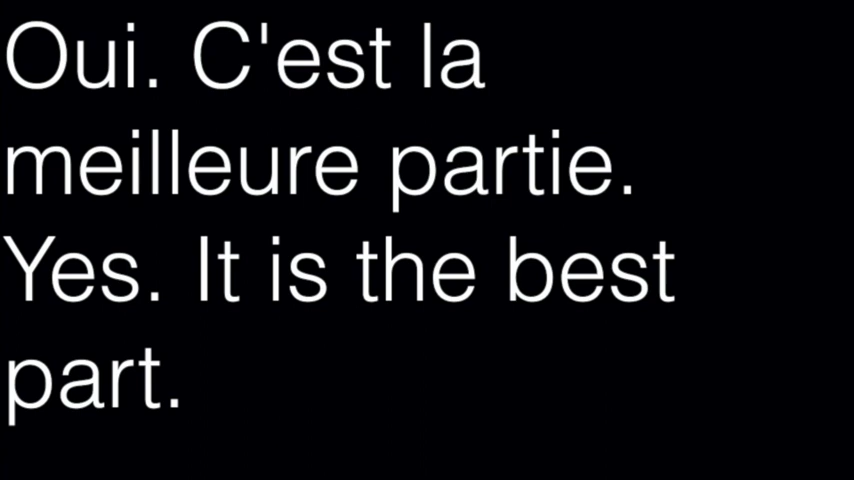 Oui. C'est la
meilleure partie.
Yes. It is the best
part.